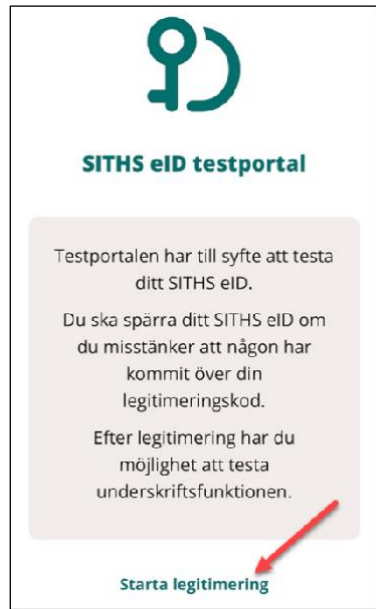 SITHS eID testportal
Testportalen har till syfte att testa
ditt SITHS eID.
Du ska spärra ditt SITHS eID om
du misstänker att någon har
kommit över din
legitimeringskod.
Efter legitimering har du
möjlighet att testa
underskriftsfunktionen.
Starta legitimering